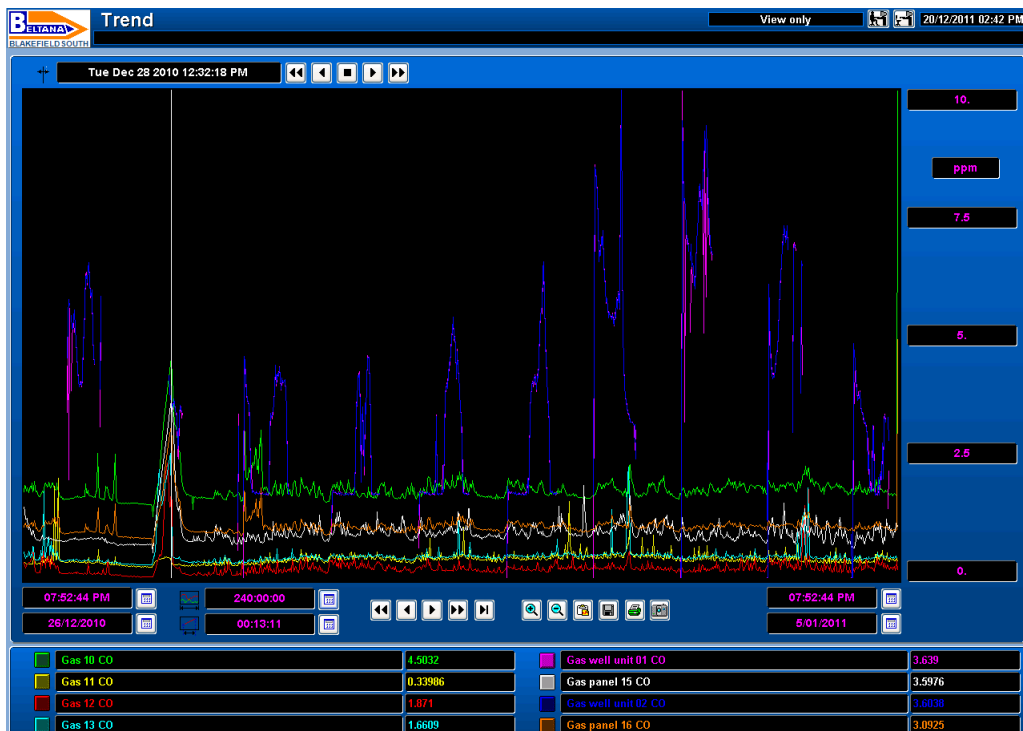 BELTANA
BLAKEFIELD SOUTH
Trend
View only
20/12/2011 02:42 PM
Tue Dec 28 2010 12:32:18 PM
10.
ppm
7.5
5.
2.5
0.
07:52:44 PM
240:00:00
07:52:44 PM
26/12/2010
00:13:11
5/01/2011
Gas 10 CO 4.5032 Gas well unit 01 CO 3.639
Gas 11 CO 0.33986 Gas panel 15 CO 3.5976
Gas 12 CO 1.871 Gas well unit 02 CO
Gas 13 CO 1.6609 Gas panel 16 CO 3.0925